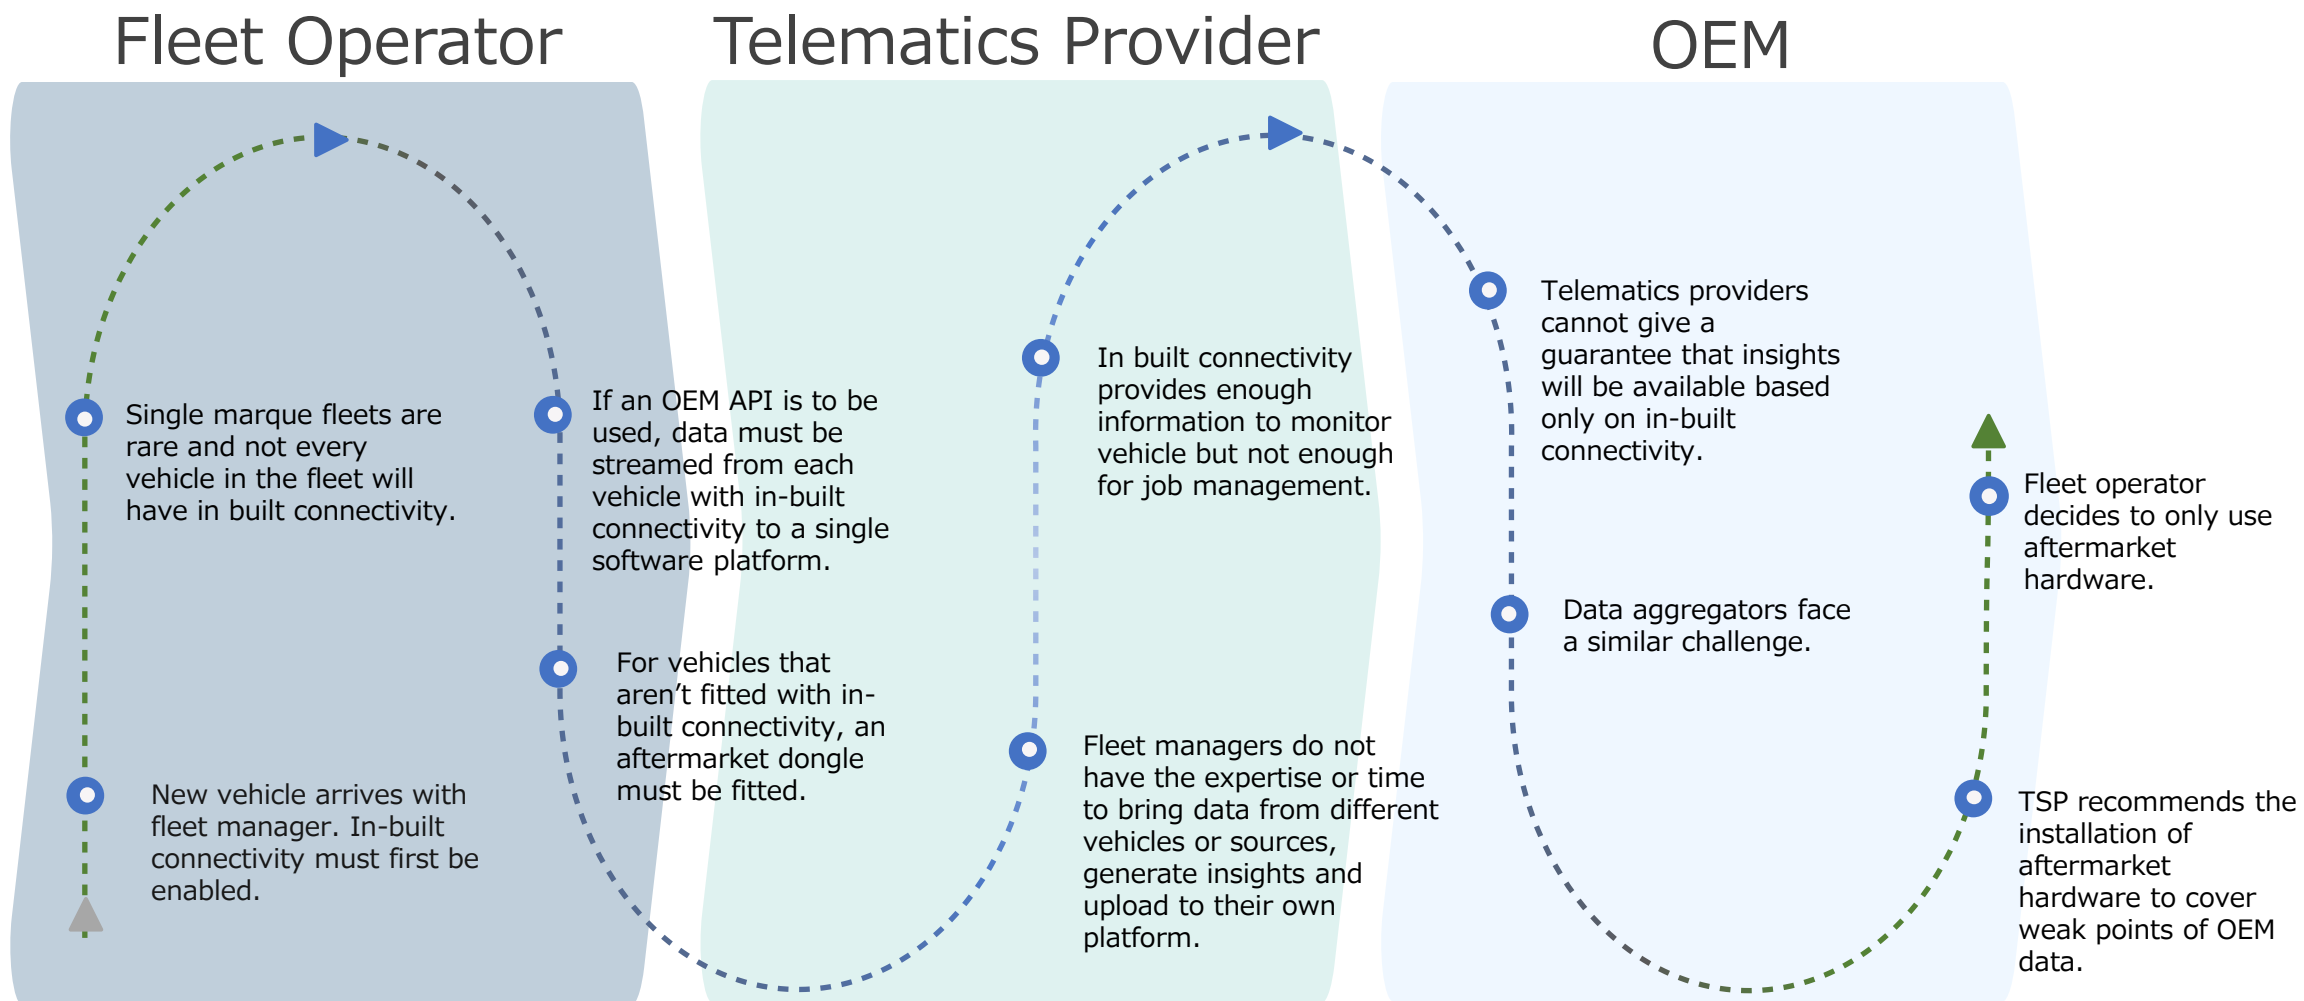 Fleet Operator
Telematics Provider
OEM
Single marque fleets are
rare and not every
vehicle in the fleet will
have in built connectivity.
New vehicle arrives with
fleet manager. In-built
connectivity must first be
enabled.
If an OEM API is to be
used, data must be
streamed from each
vehicle with in-built
connectivity to a single
software platform.
For vehicles that
aren’t fitted with in-
built connectivity, an
aftermarket dongle
must be fitted.
In built connectivity
provides enough
information to monitor
vehicle but not enough
for job management.
Fleet managers do not
have the expertise or time
to bring data from different
vehicles or sources,
generate insights and
upload to their own
platform.
Telematics providers
cannot give a
guarantee that insights
will be available based
only on in-built
connectivity.
Data aggregators face
a similar challenge.
Fleet operator
decides to only use
aftermarket
hardware.
TSP recommends the
installation of
aftermarket
hardware to cover
weak points of OEM
data.